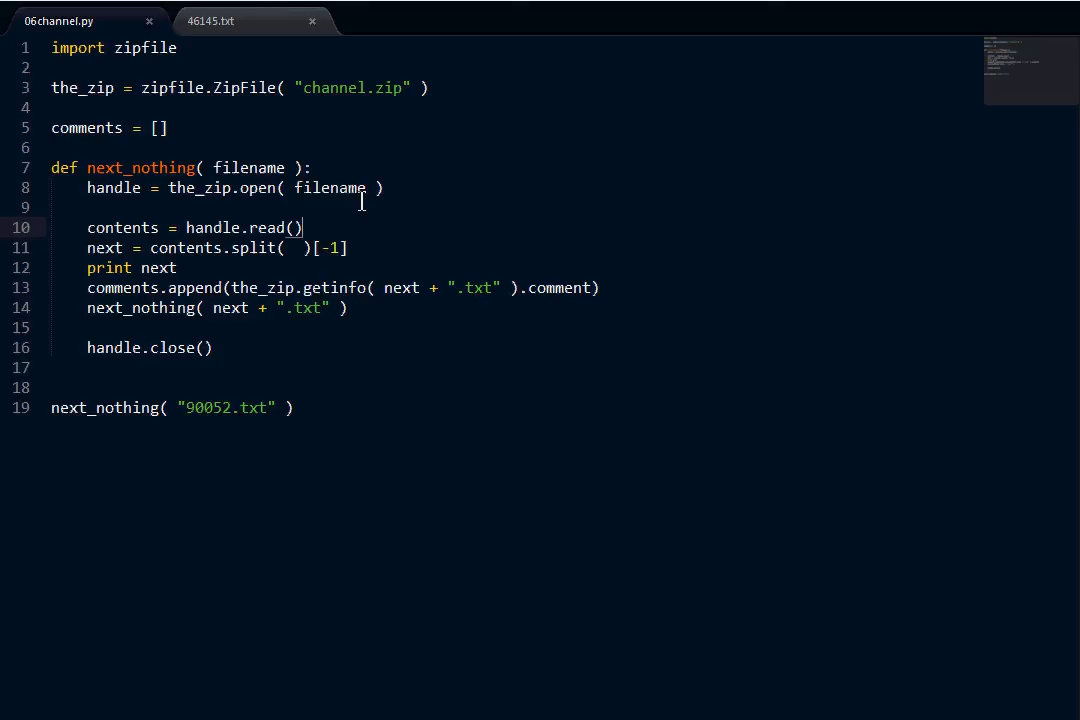 06channel.py × 46145.txt ×
1 import zipfile
2
3 the_zip = zipfile.ZipFile( "channel.zip" )
4
5 comments = []
6
7 def next_nothing( filename ):
8 handle = the_zip.open( filename )
9
10 contents = handle.read()
11 next = contents.split(  )[-1]
12 print next
13 comments.append(the_zip.getinfo( next + ".txt" ).comment)
14 next_nothing( next + ".txt" )
15
16 handle.close()
17
18
19 next_nothing( "90052.txt" )